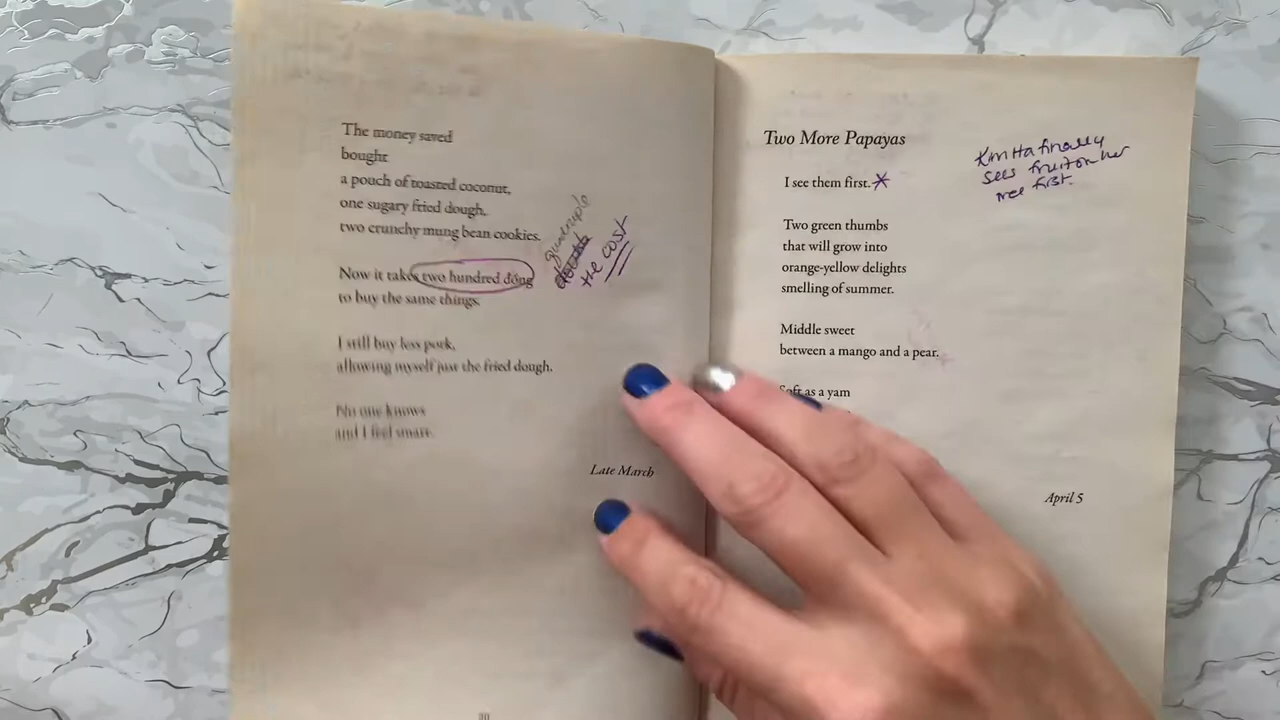 The money saved
bought
a pouch of toasted coconut,
one sugary fried dough,
two crunchy mung bean cookies.
Now it takes two hundred đồng
to buy the same things.
I still buy less pork,
allowing myself just the fried dough.
No one knows
and I feel smart.
Late March
quadruple
the cost
Two More Papayas
I see them first.
Two green thumbs
that will grow into
orange-yellow delights
smelling of summer.
Middle sweet
between a mango and a pear.
Soft as a yam
April 5
Kim Hà finally
sees fruit on her
tree first.